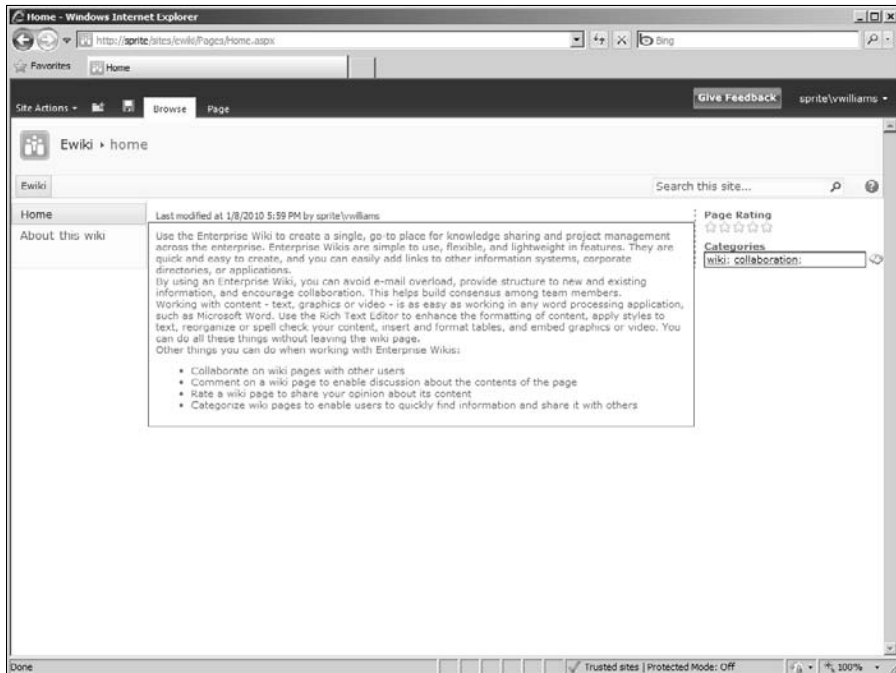 Home - Windows Internet Explorer
http://sprite/sites/ewiki/Pages/Home.aspx
Bing
Favorites
Home
Site Actions
Browse
Page
Give Feedback
sprite\vwilliams
Ewiki ▸ home
Ewiki
Search this site...
Home
About this wiki
Last modified at 1/8/2010 5:59 PM by sprite\vwilliams
Use the Enterprise Wiki to create a single, go-to place for knowledge sharing and project management
across the enterprise. Enterprise Wikis are simple to use, flexible, and lightweight in features. They are
quick and easy to create, and you can easily add links to other information systems, corporate
directories, or applications.
By using an Enterprise Wiki, you can avoid e-mail overload, provide structure to new and existing
information, and encourage collaboration. This helps build consensus among team members.
Working with content - text, graphics or video - is as easy as working in any word processing application,
such as Microsoft Word. Use the Rich Text Editor to enhance the formatting of content, apply styles to
text, reorganize or spell check your content, insert and format tables, and embed graphics or video. You
can do all these things without leaving the wiki page.
Other things you can do when working with Enterprise Wikis:
• Collaborate on wiki pages with other users
• Comment on a wiki page to enable discussion about the contents of the page
• Rate a wiki page to share your opinion about its content
• Categorize wiki pages to enable users to quickly find information and share it with others
Page Rating
Categories
wiki; collaboration;
Done
Trusted sites | Protected Mode: Off
100%